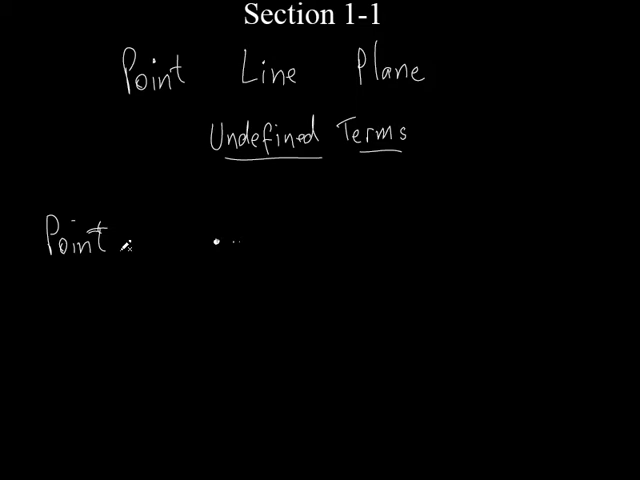 Section 1-1
Point Line Plane
Undefined Terms
Point